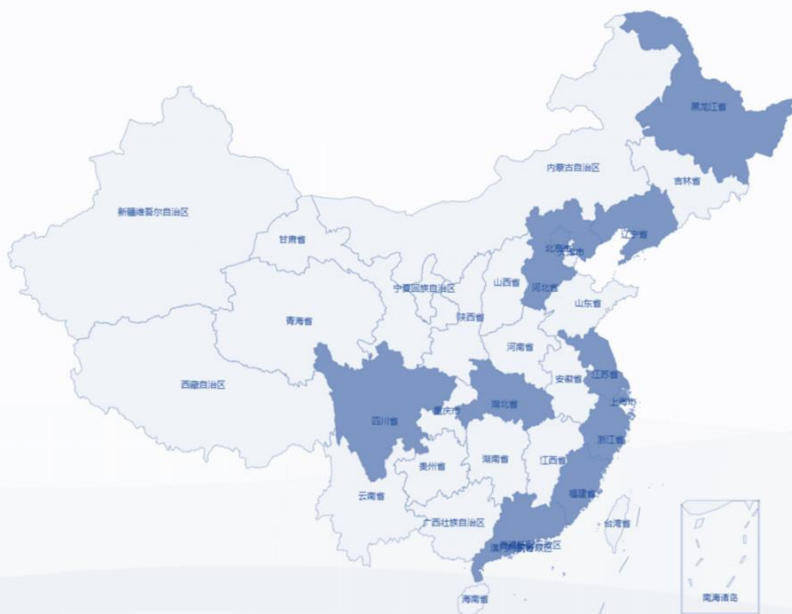 黑龙江省
内蒙古自治区
吉林省
新疆维吾尔自治区
辽宁省
甘肃省
北京市
山西省
宁夏回族自治区
河北省
山东省
陕西省
青海省
河南省
西藏自治区
安徽省
江苏省
上海市
湖北省
重庆市
四川省
浙江省
湖南省
江西省
贵州省
福建省
云南省
广西壮族自治区
台湾省
海南省
南海诸岛